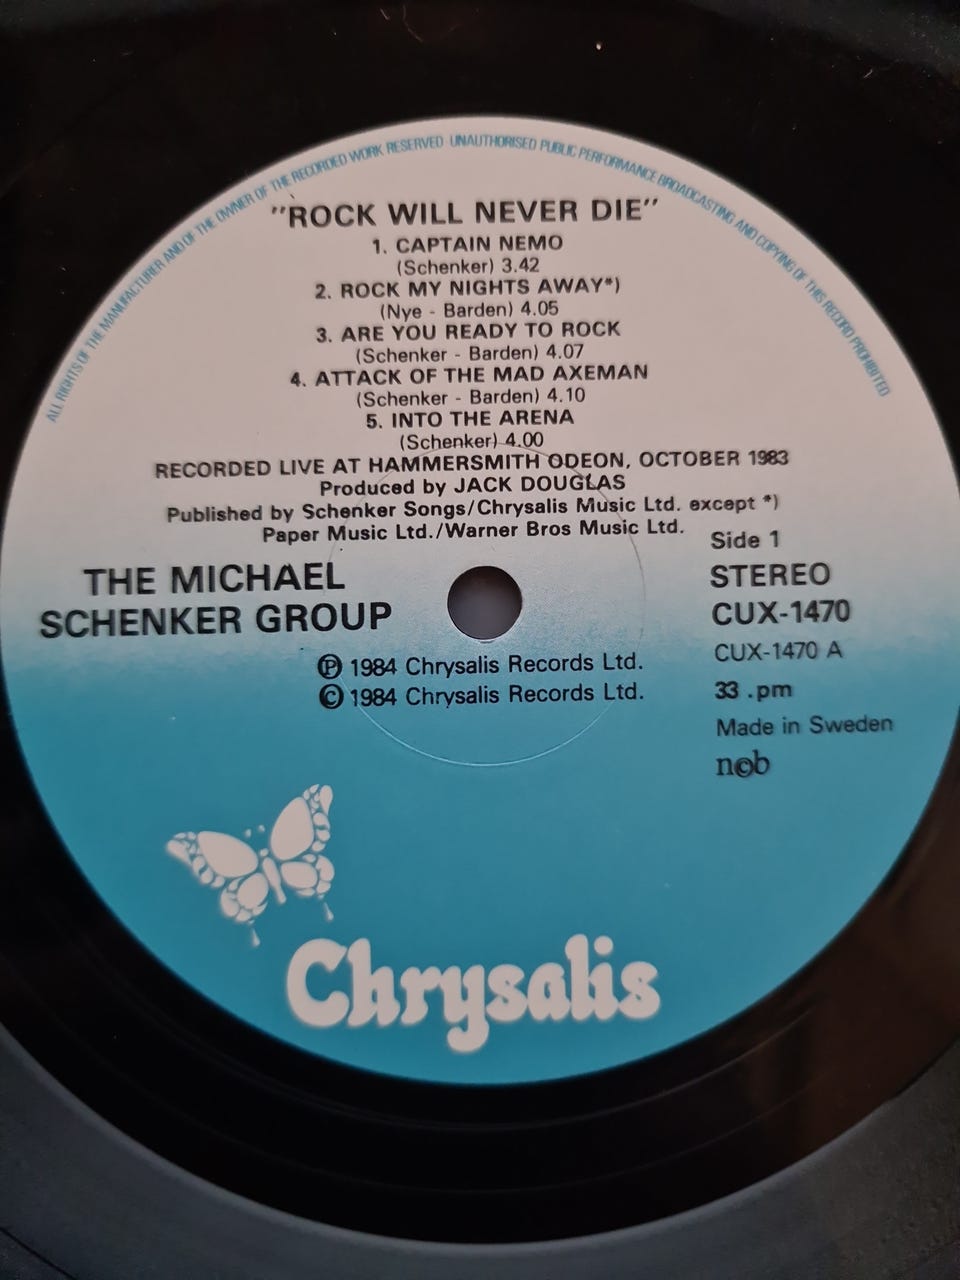 ALL RIGHTS OF THE MANUFACTURER AND OF THE OWNER OF THE RECORDED WORK RESERVED UNAUTHORISED PUBLIC PERFORMANCE BROADCASTING AND COPYING OF THIS RECORD PROHIBITED
"ROCK WILL NEVER DIE"
1. CAPTAIN NEMO
(Schenker) 3.42
2. ROCK MY NIGHTS AWAY*)
(Nye - Barden) 4.05
3. ARE YOU READY TO ROCK
(Schenker - Barden) 4.07
4. ATTACK OF THE MAD AXEMAN
(Schenker - Barden) 4.10
5. INTO THE ARENA
(Schenker) 4.00
RECORDED LIVE AT HAMMERSMITH ODEON, OCTOBER 1983
Produced by JACK DOUGLAS
Published by Schenker Songs/Chrysalis Music Ltd. except *)
Paper Music Ltd./Warner Bros Music Ltd.
THE MICHAEL
SCHENKER GROUP
Side 1
STEREO
CUX-1470
CUX-1470 A
33 .pm
Made in Sweden
ncb
℗ 1984 Chrysalis Records Ltd.
© 1984 Chrysalis Records Ltd.
Chrysalis